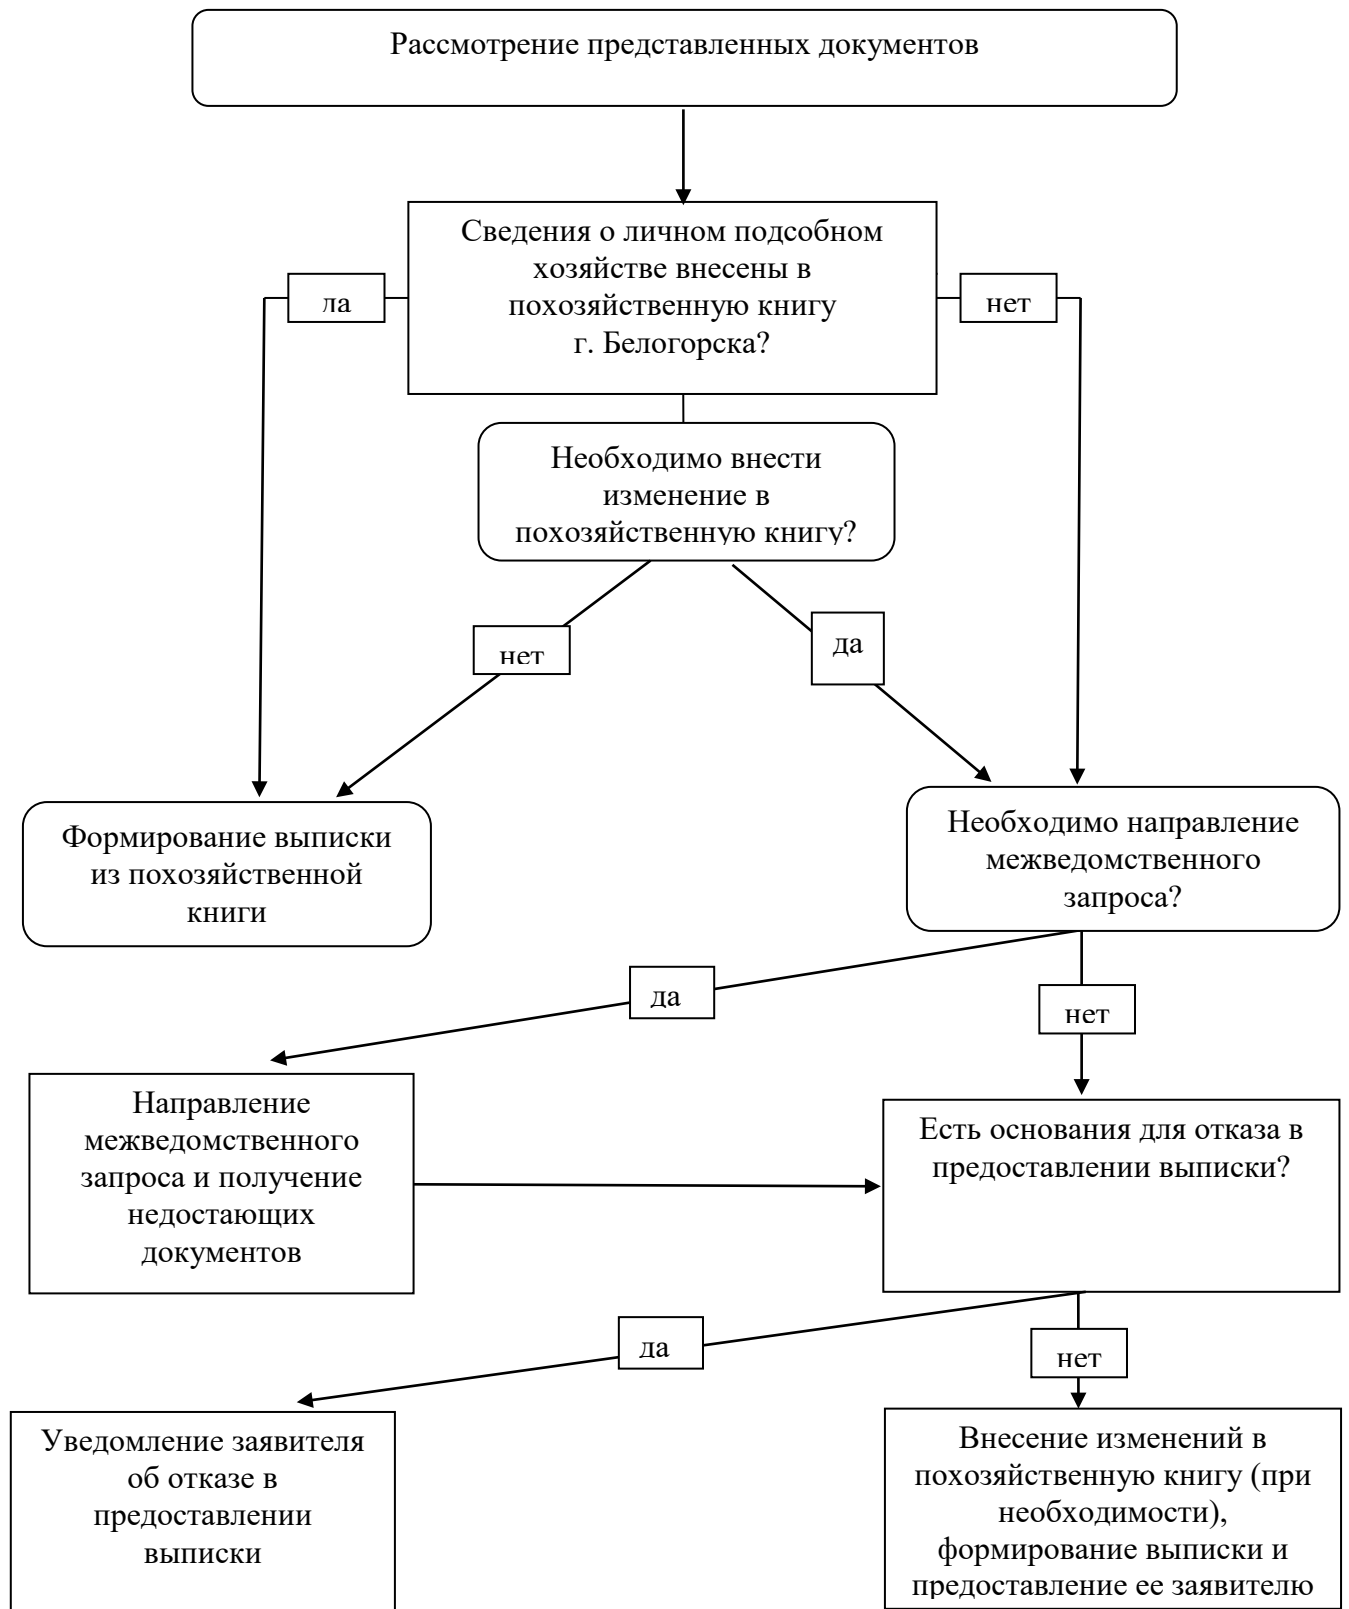 Рассмотрение представленных документов
Сведения о личном подсобном
хозяйстве внесены в
похозяйственную книгу
г. Белогорска?
да
нет
Необходимо внести
изменение в
похозяйственную книгу?
нет
да
Формирование выписки
из похозяйственной
книги
Необходимо направление
межведомственного
запроса?
да
нет
Направление
межведомственного
запроса и получение
недостающих
документов
Есть основания для отказа в
предоставлении выписки?
да
нет
Уведомление заявителя
об отказе в
предоставлении
выписки
Внесение изменений в
похозяйственную книгу (при
необходимости),
формирование выписки и
предоставление ее заявителю